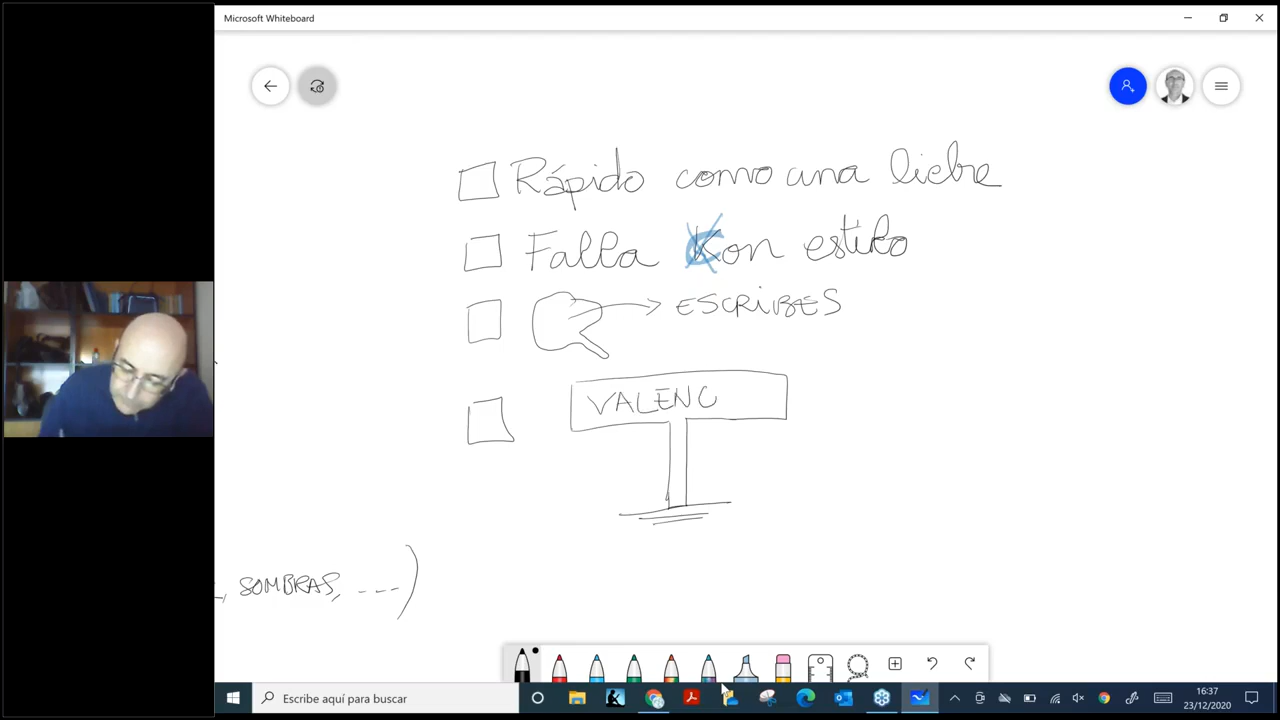 Microsoft Whiteboard
Rápido como una liebre
Falla Kon estilo
ESCRIBES
VALENC
, SOMBRAS, ----)
Escribe aquí para buscar
16:37
23/12/2020